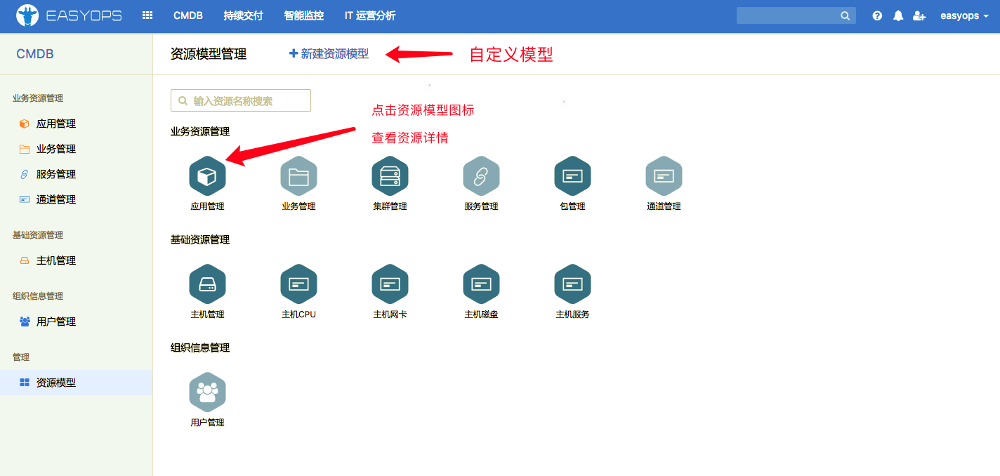 EASYOPS CMDB 持续交付 智能监控 IT 运营分析 easyops
CMDB
资源模型管理 +新建资源模型 自定义模型
业务资源管理
应用管理
业务管理
服务管理
通道管理
基础资源管理
主机管理
组织信息管理
用户管理
管理
资源模型
输入资源名称搜索
点击资源模型图标
查看资源详情
业务资源管理
应用管理 业务管理 集群管理 服务管理 包管理 通道管理
基础资源管理
主机管理 主机CPU 主机网卡 主机磁盘 主机服务
组织信息管理
用户管理